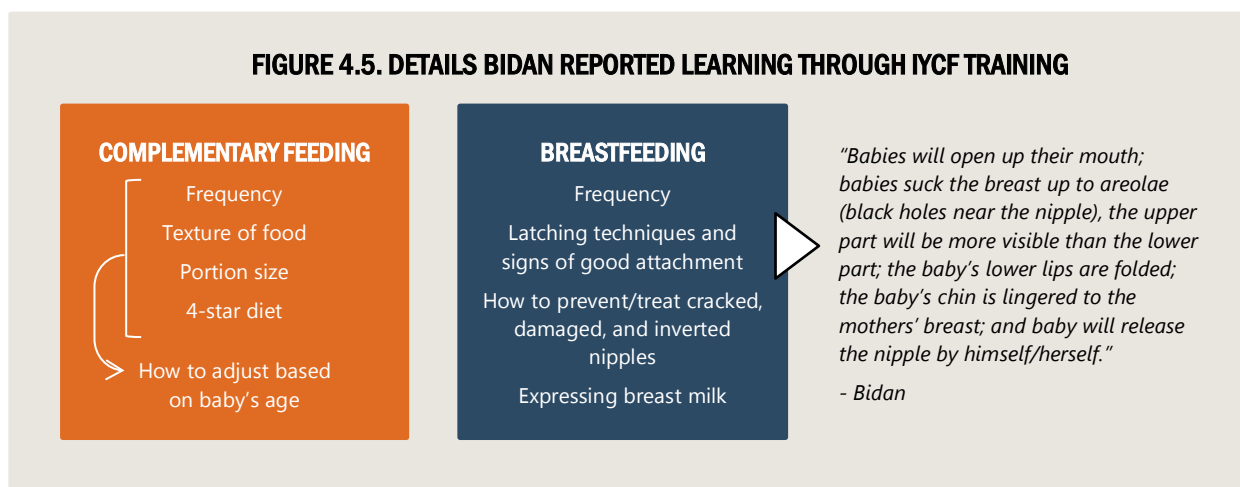 FIGURE 4.5. DETAILS BIDAN REPORTED LEARNING THROUGH IYCF TRAINING
COMPLEMENTARY FEEDING
Frequency
Texture of food
Portion size
4-star diet
How to adjust based
on baby’s age
BREASTFEEDING
Frequency
Latching techniques and
signs of good attachment
How to prevent/treat cracked,
damaged, and inverted
nipples
Expressing breast milk
“Babies will open up their mouth;
babies suck the breast up to areolae
(black holes near the nipple), the upper
part will be more visible than the lower
part; the baby’s lower lips are folded;
the baby’s chin is lingered to the
mothers’ breast; and baby will release
the nipple by himself/herself.”
- Bidan